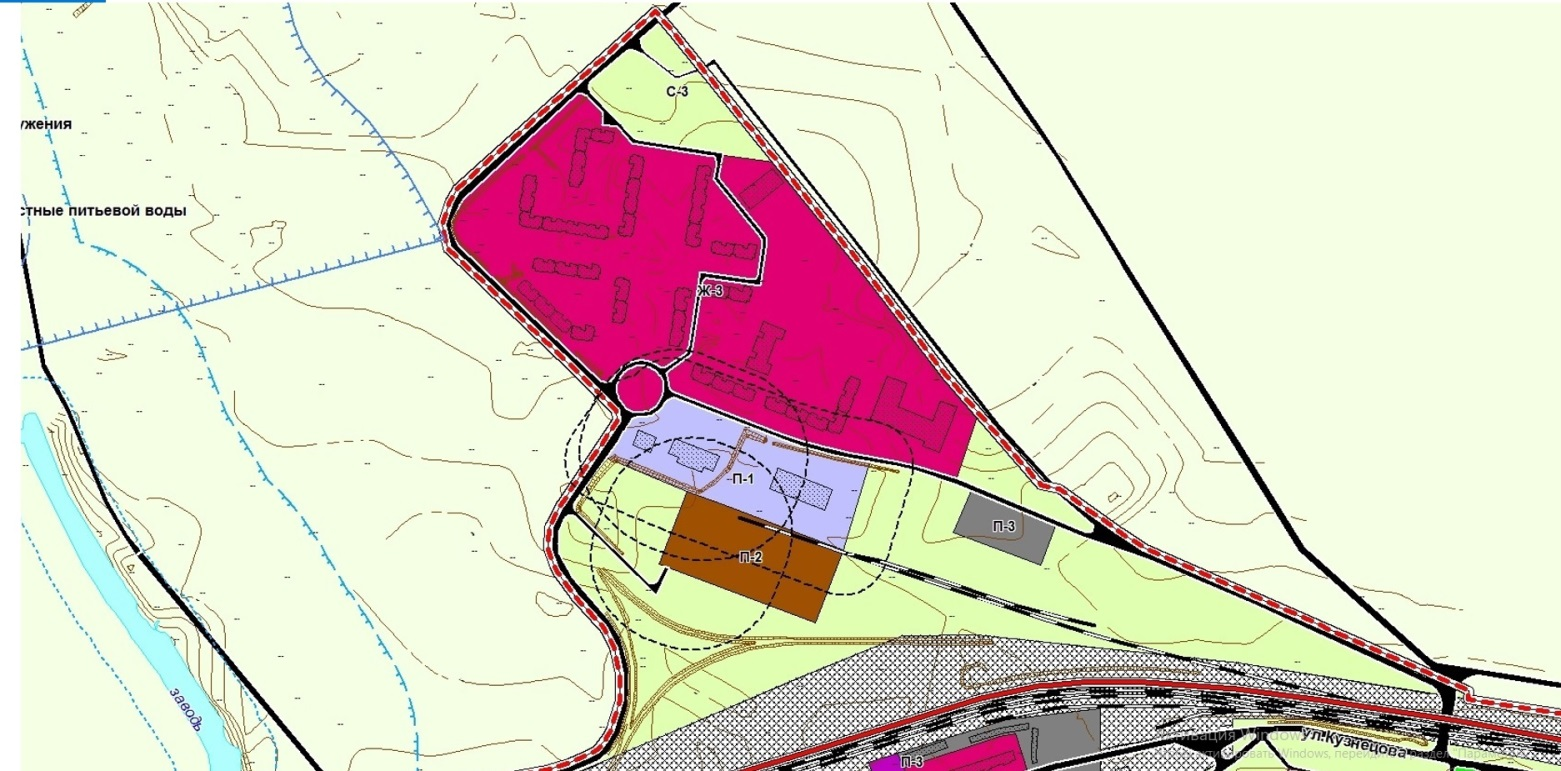 С-3
ужения
стные питьевой воды
Ж-3
П-1
П-3
П-2
заводь
ул.Кузнецова
П-3